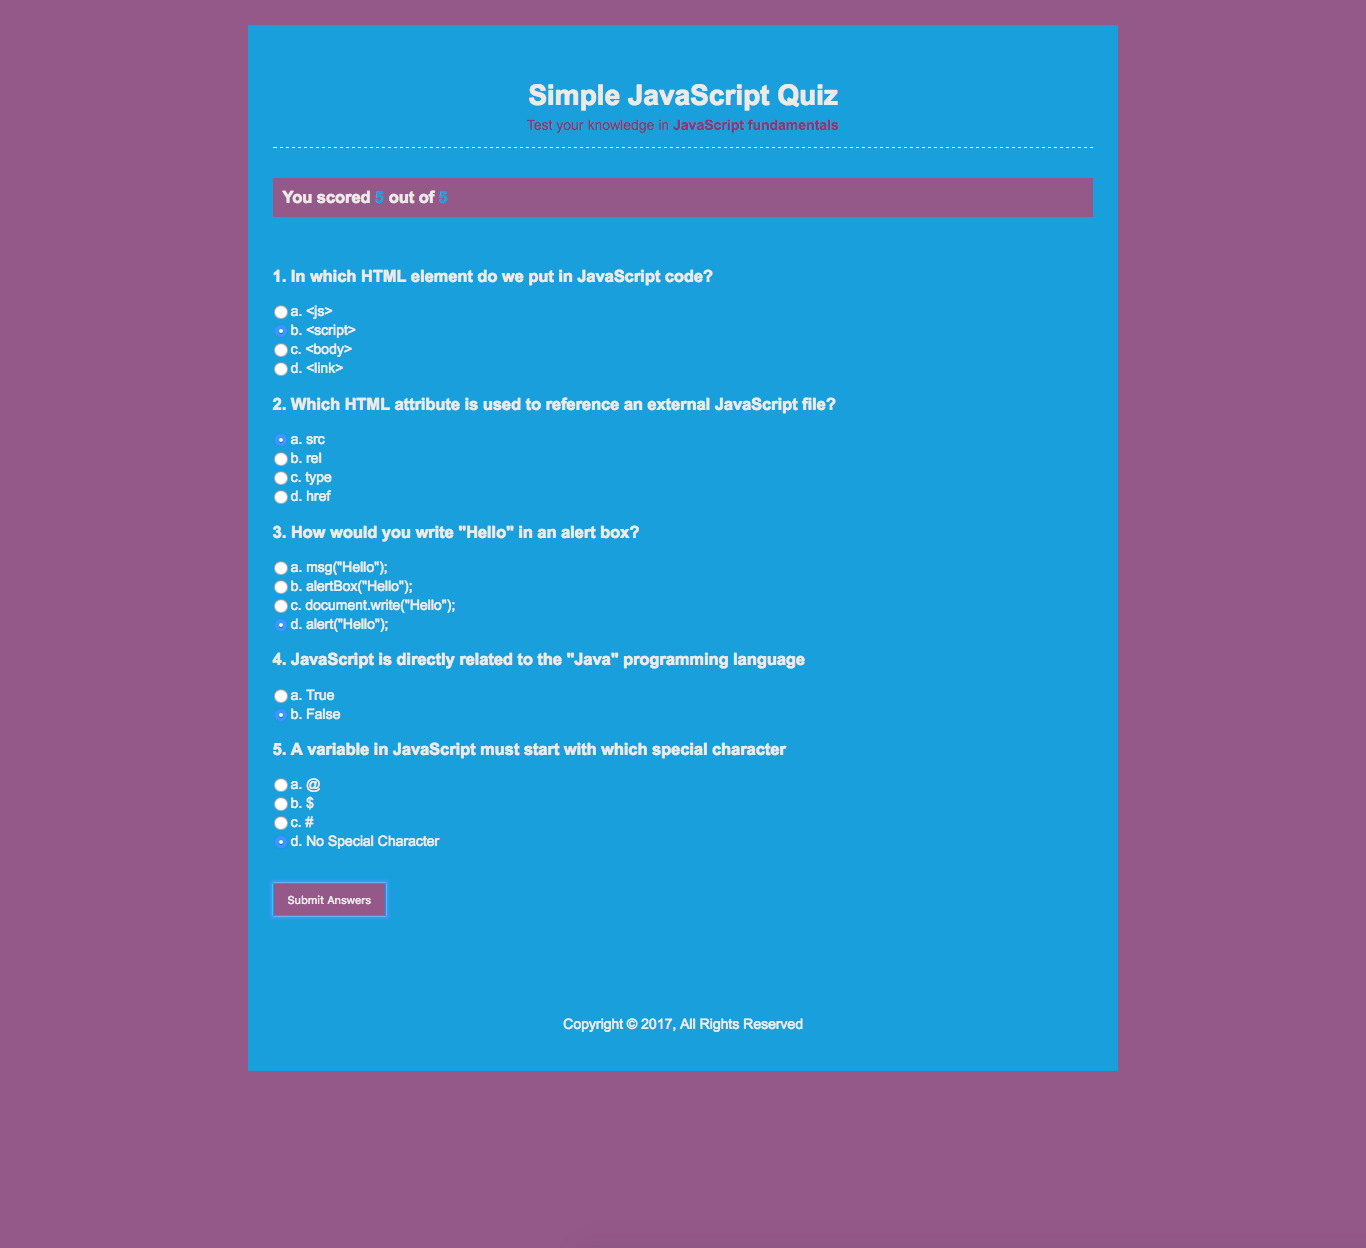 Simple JavaScript Quiz
Test your knowledge in JavaScript fundamentals
You scored 5 out of 5
1. In which HTML element do we put in JavaScript code?
a. <js>
b. <script>
c. <body>
d. <link>
2. Which HTML attribute is used to reference an external JavaScript file?
a. src
b. rel
c. type
d. href
3. How would you write "Hello" in an alert box?
a. msg("Hello");
b. alertBox("Hello");
c. document.write("Hello");
d. alert("Hello");
4. JavaScript is directly related to the "Java" programming language
a. True
b. False
5. A variable in JavaScript must start with which special character
a. @
b. $
c. #
d. No Special Character
Submit Answers
Copyright © 2017, All Rights Reserved